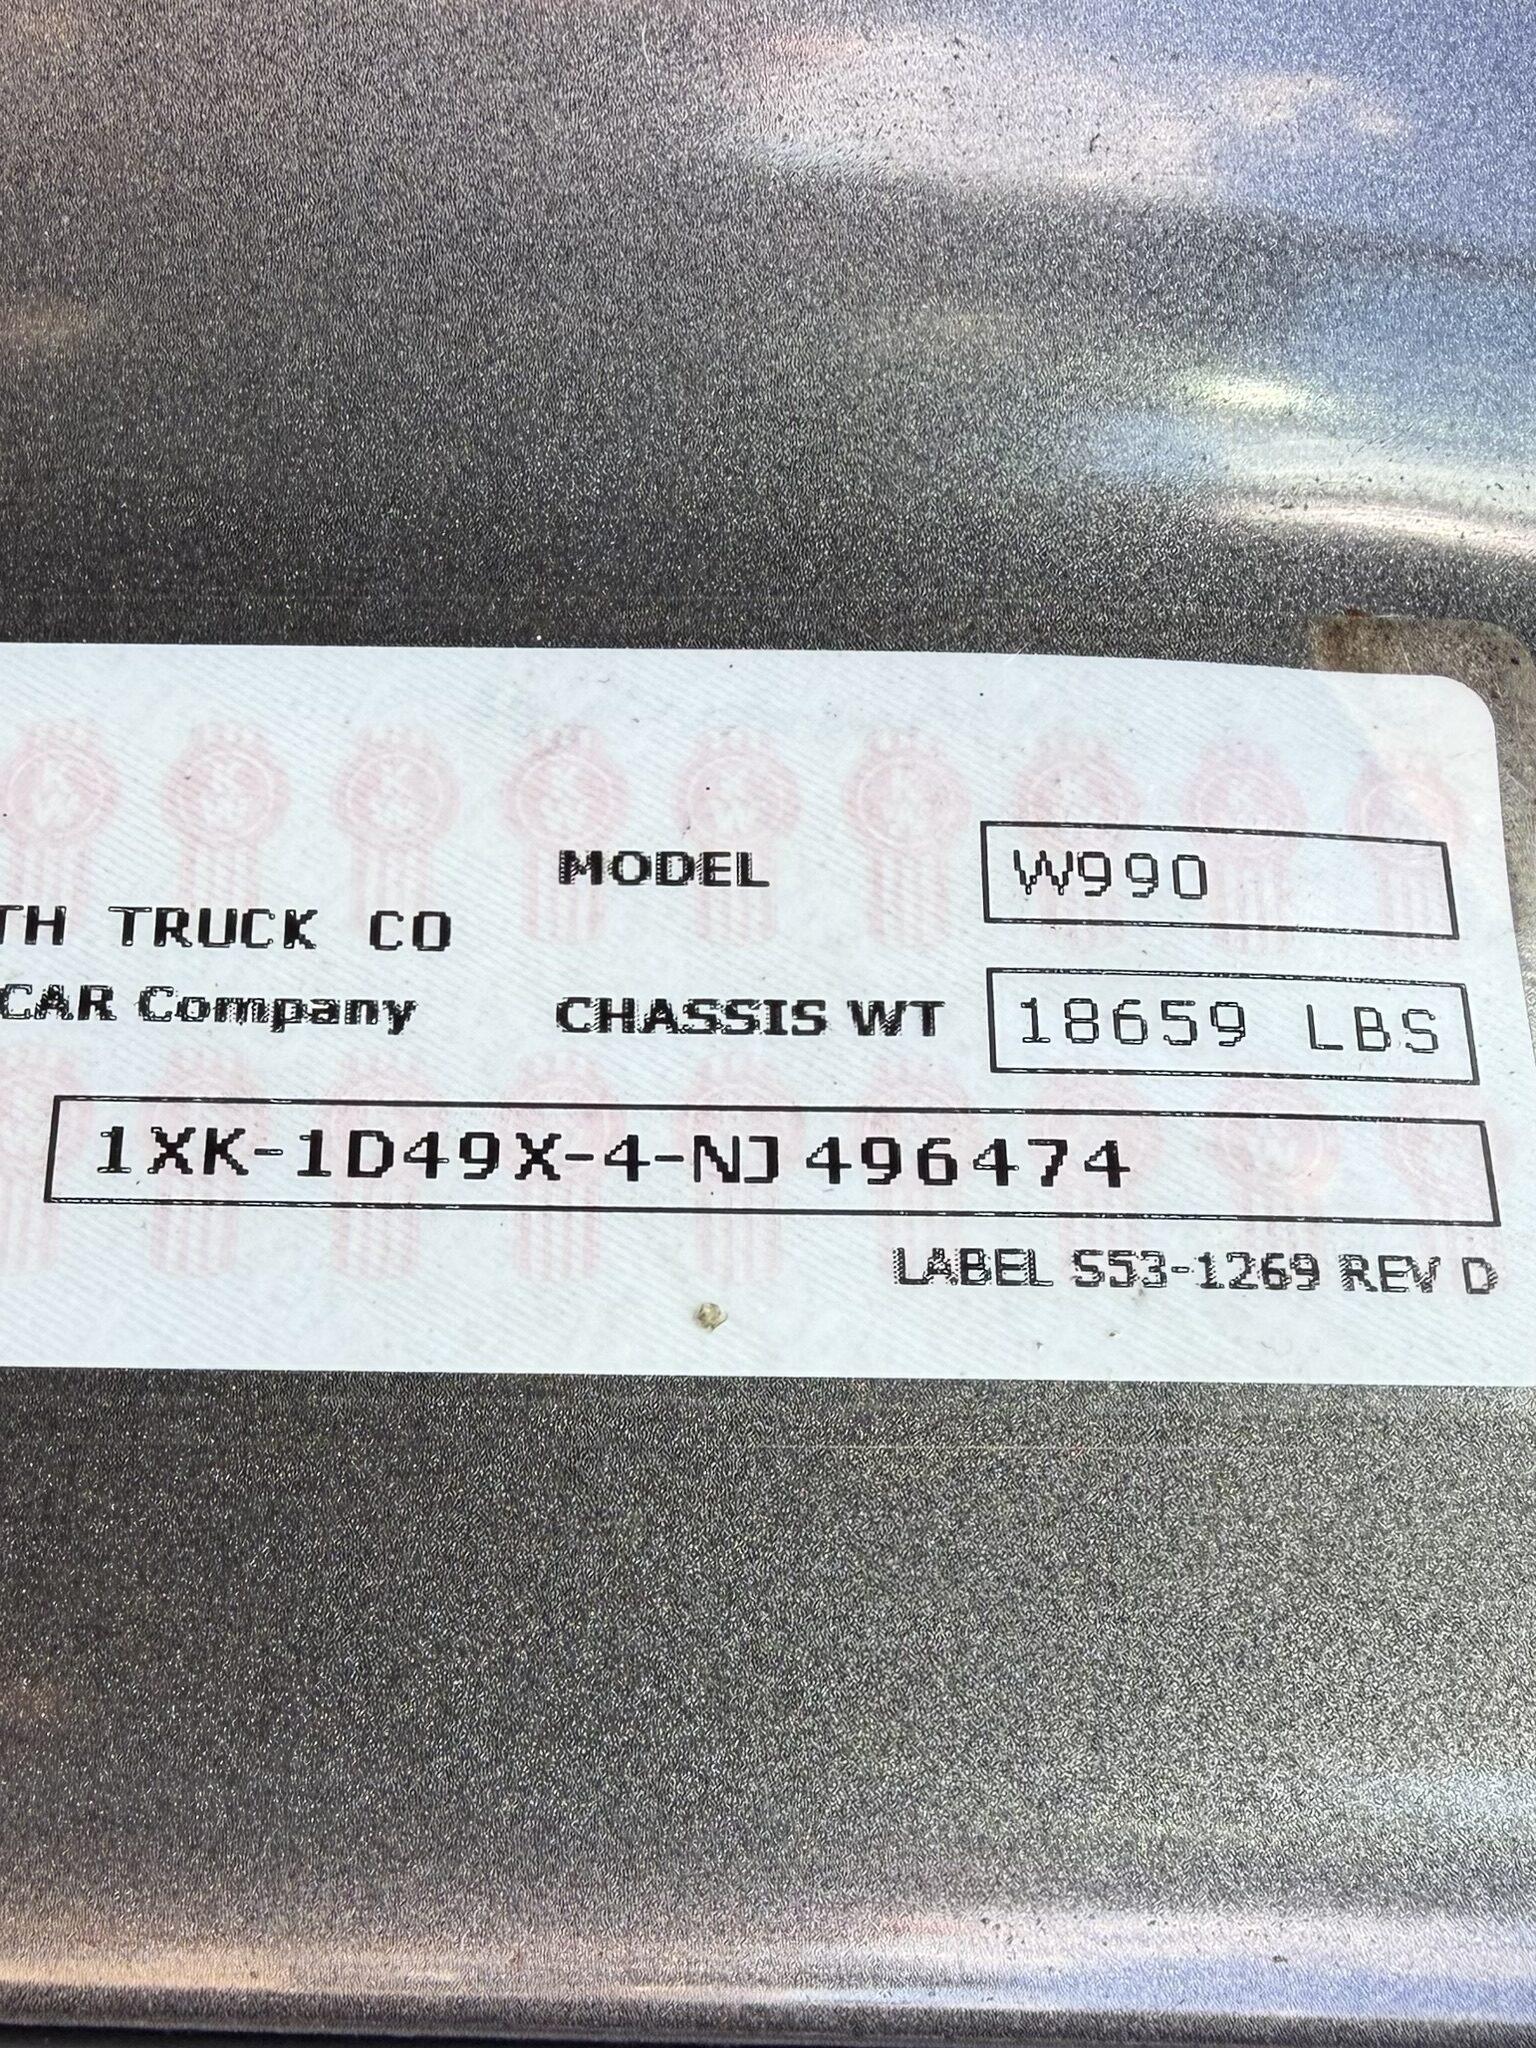 MODEL W990
TH TRUCK CO
CAR Company CHASSIS WT 18659 LBS
1XK-1D49X-4-NJ496474
LABEL S53-1269 REV D